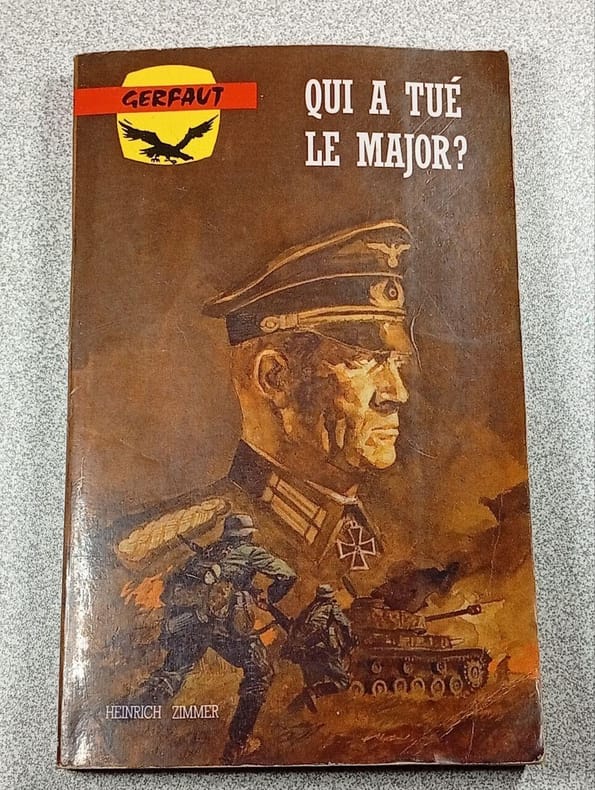 GERFAUT
QUI A TUÉ
LE MAJOR?
HEINRICH ZIMMER